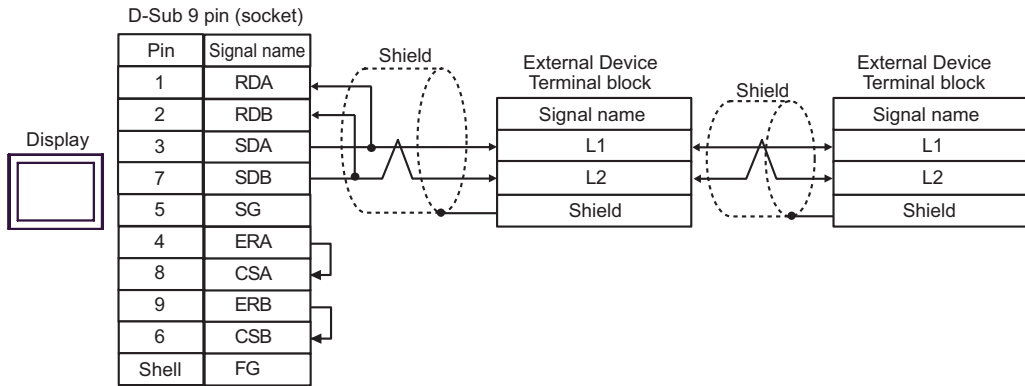 D-Sub 9 pin (socket)
Pin Signal name
1 RDA
2 RDB
3 SDA
7 SDB
5 SG
4 ERA
8 CSA
9 ERB
6 CSB
Shell FG
Display
Shield
External Device
Terminal block
Signal name
L1
L2
Shield
Shield
External Device
Terminal block
Signal name
L1
L2
Shield